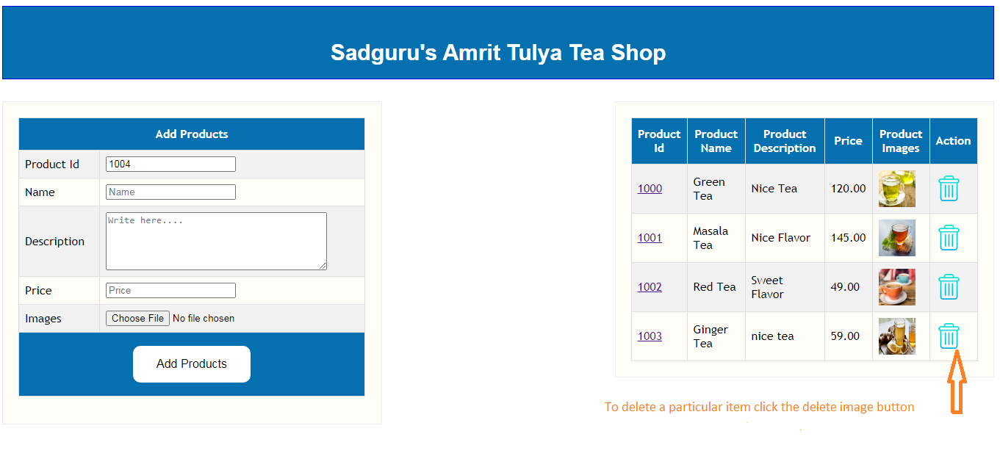 Sadguru's Amrit Tulya Tea Shop
Add Products
Product Id 1004
Name Name
Description Write here....
Price Price
Images Choose File No file chosen
Add Products
Product Id Product Name Product Description Price Product Images Action
1000 Green Tea Nice Tea 120.00
1001 Masala Tea Nice Flavor 145.00
1002 Red Tea Sweet Flavor 49.00
1003 Ginger Tea nice tea 59.00
To delete a particular item click the delete image button